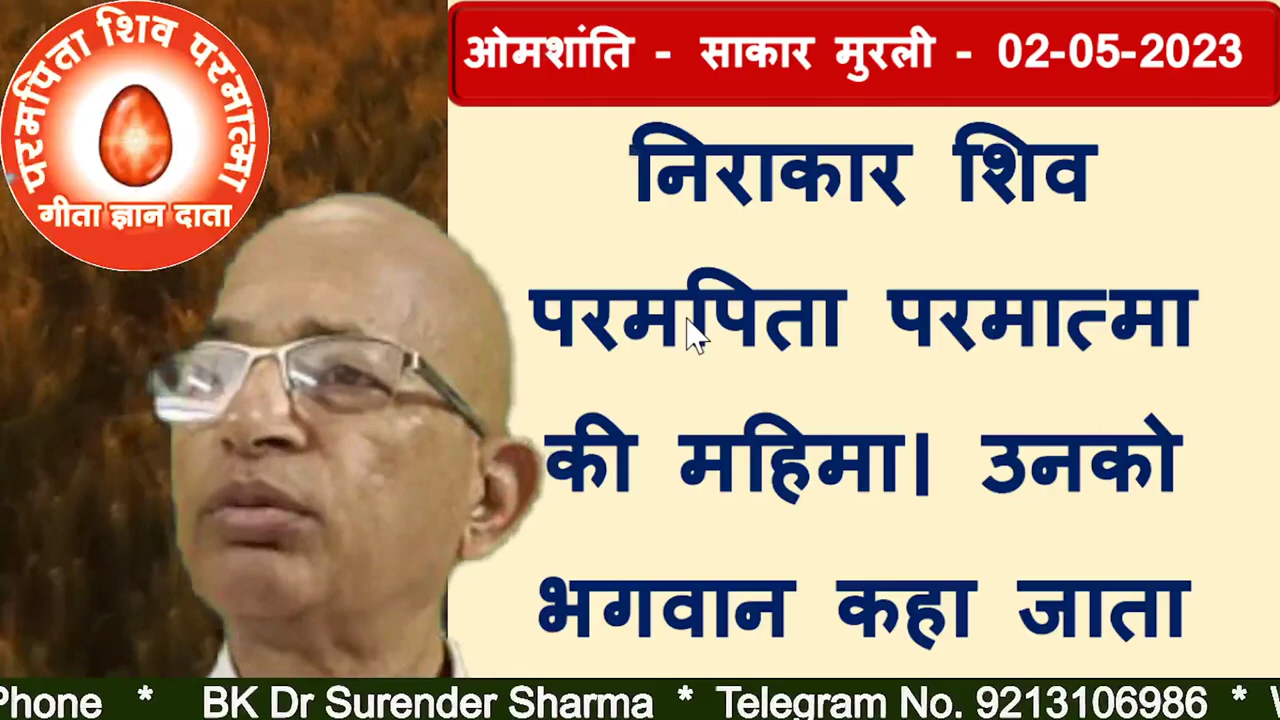 परमपिता शिव परमात्मा
गीता ज्ञान दाता
ओमशांति - साकार मुरली - 02-05-2023
निराकार शिव
परमपिता परमात्मा
की महिमा। उनको
भगवान कहा जाता
Phone * BK Dr Surender Sharma * Telegram No. 9213106986 *